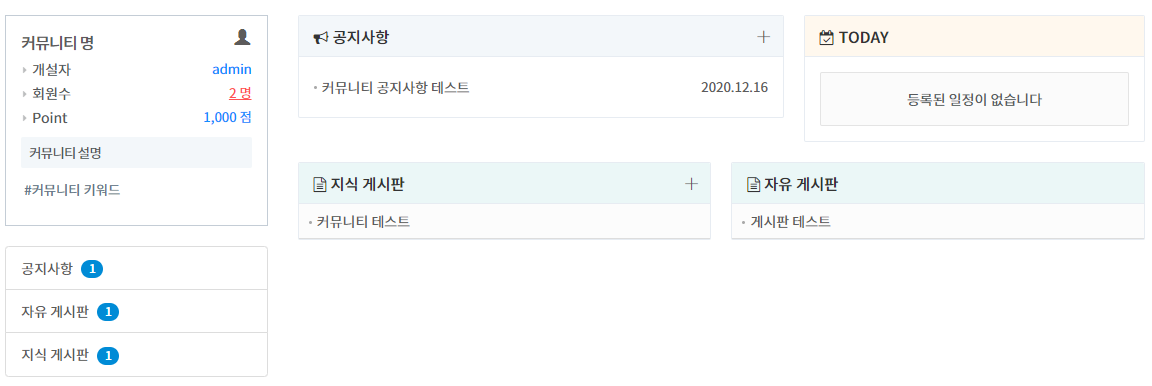 커뮤니티 명
개설자 admin
회원수 2 명
Point 1,000 점
커뮤니티 설명
#커뮤니티 키워드
공지사항 1
자유 게시판 1
지식 게시판 1
공지사항
· 커뮤니티 공지사항 테스트 2020.12.16
TODAY
등록된 일정이 없습니다
지식 게시판
· 커뮤니티 테스트
자유 게시판
· 게시판 테스트